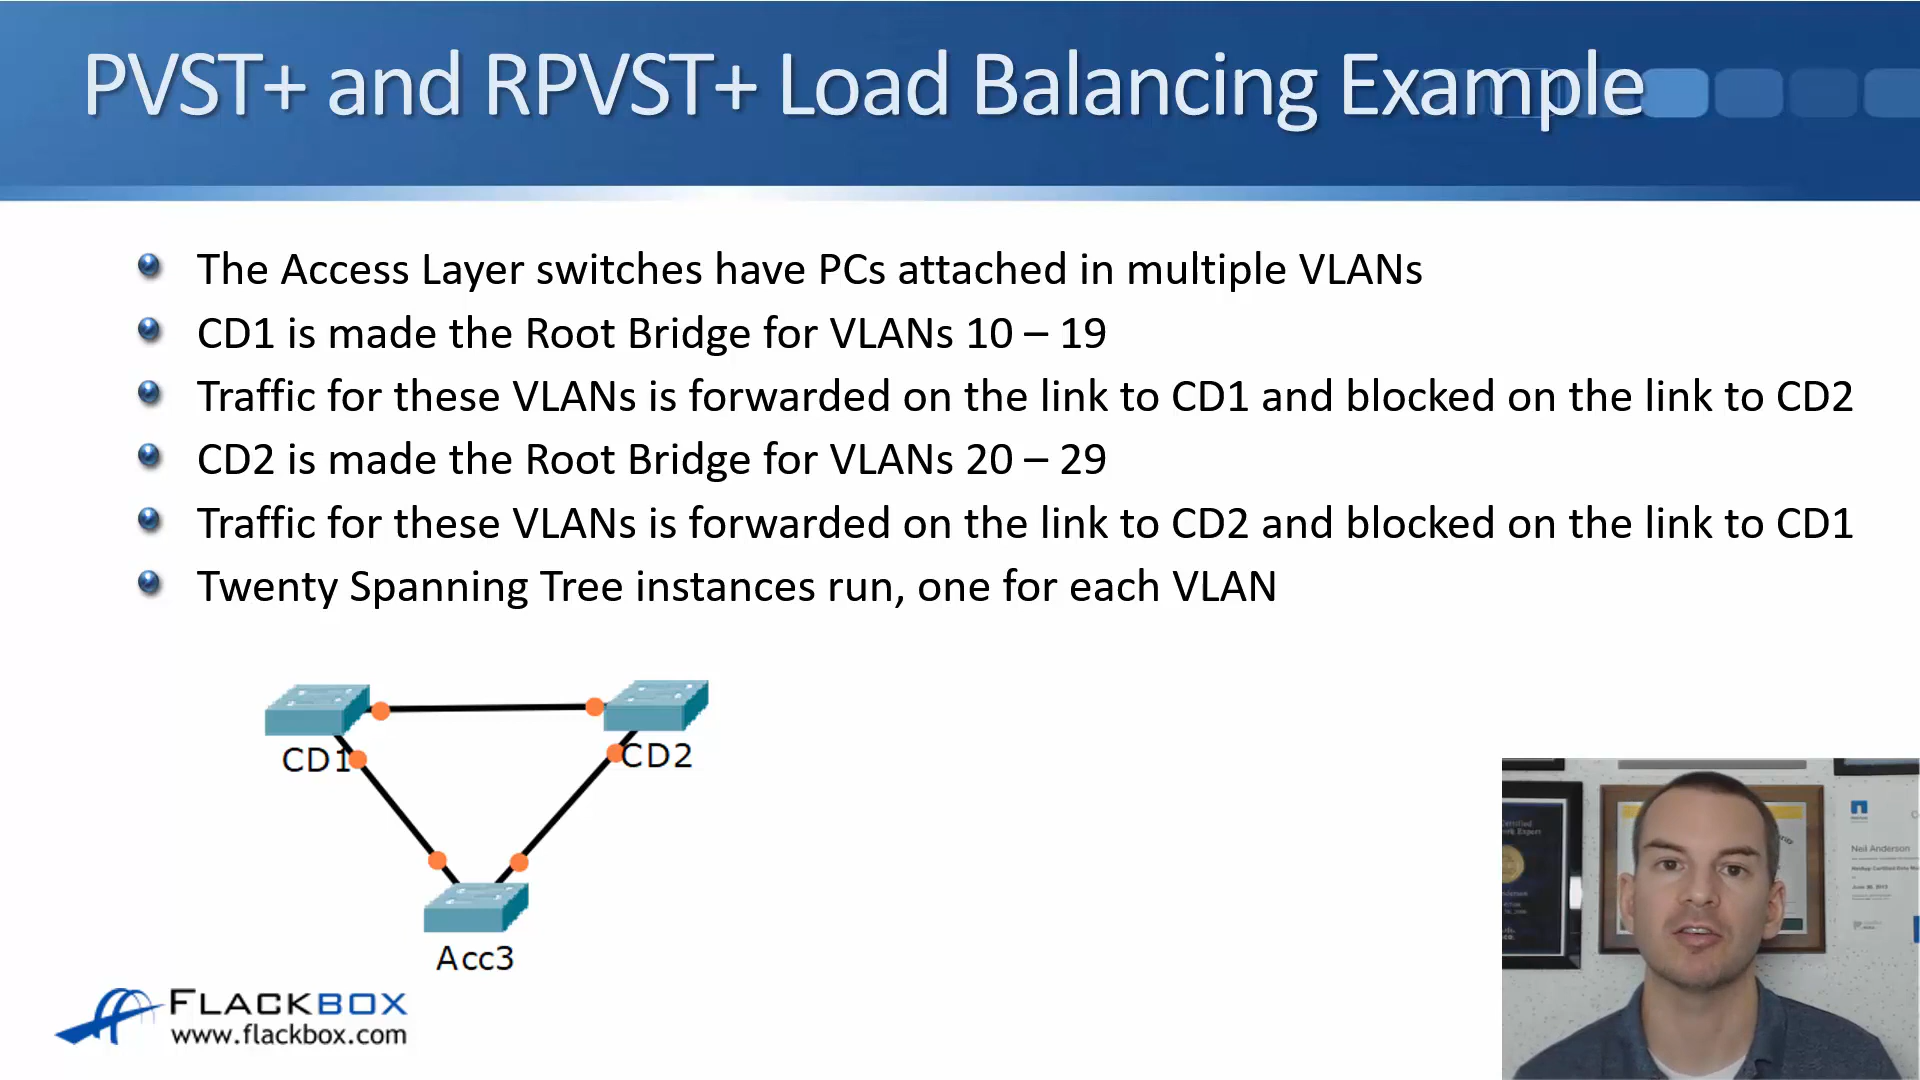 PVST+ and RPVST+ Load Balancing Example
The Access Layer switches have PCs attached in multiple VLANs
CD1 is made the Root Bridge for VLANs 10 – 19
Traffic for these VLANs is forwarded on the link to CD1 and blocked on the link to CD2
CD2 is made the Root Bridge for VLANs 20 – 29
Traffic for these VLANs is forwarded on the link to CD2 and blocked on the link to CD1
Twenty Spanning Tree instances run, one for each VLAN
CD1
CD2
Acc3
FLACKBOX
www.flackbox.com
Neil Anderson